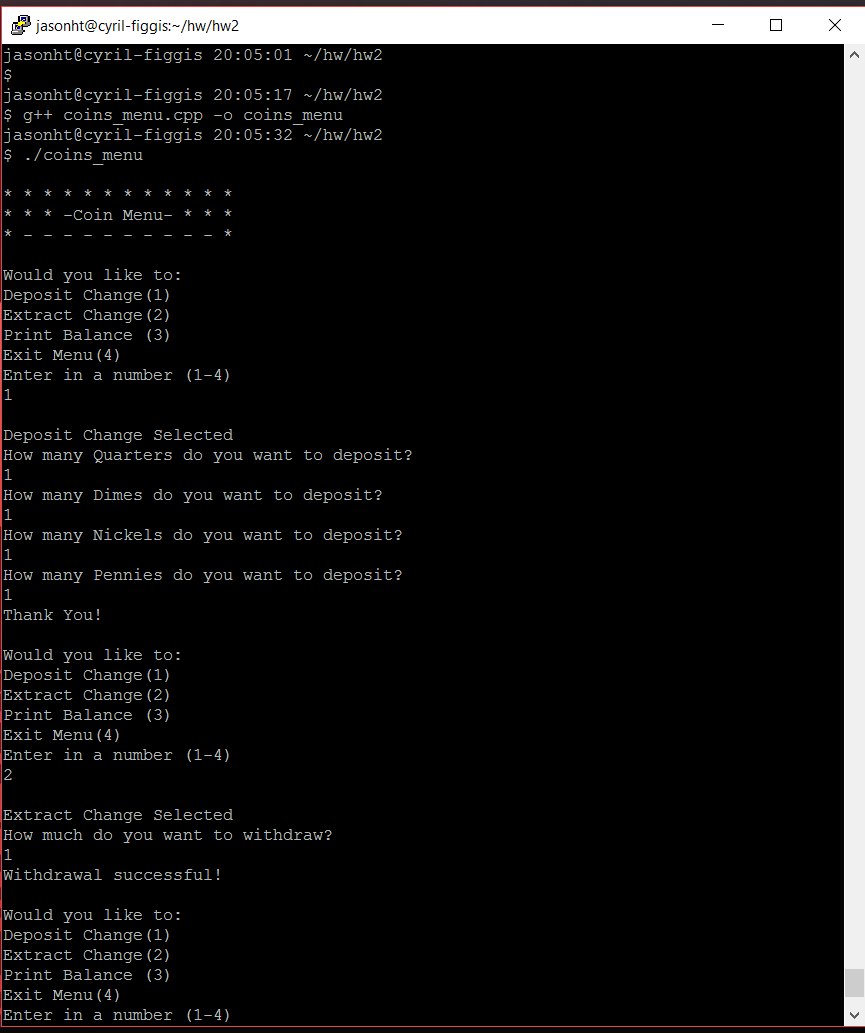 jasonht@cyril-figgis:~/hw/hw2
jasonht@cyril-figgis 20:05:01 ~/hw/hw2
$
jasonht@cyril-figgis 20:05:17 ~/hw/hw2
$ g++ coins_menu.cpp -o coins_menu
jasonht@cyril-figgis 20:05:32 ~/hw/hw2
$ ./coins_menu

* * * * * * * * * * * *
* * * -Coin Menu- * * *
* - - - - - - - - - - *

Would you like to:
Deposit Change(1)
Extract Change(2)
Print Balance (3)
Exit Menu(4)
Enter in a number (1-4)
1

Deposit Change Selected
How many Quarters do you want to deposit?
1
How many Dimes do you want to deposit?
1
How many Nickels do you want to deposit?
1
How many Pennies do you want to deposit?
1
Thank You!

Would you like to:
Deposit Change(1)
Extract Change(2)
Print Balance (3)
Exit Menu(4)
Enter in a number (1-4)
2

Extract Change Selected
How much do you want to withdraw?
1
Withdrawal successful!

Would you like to:
Deposit Change(1)
Extract Change(2)
Print Balance (3)
Exit Menu(4)
Enter in a number (1-4)